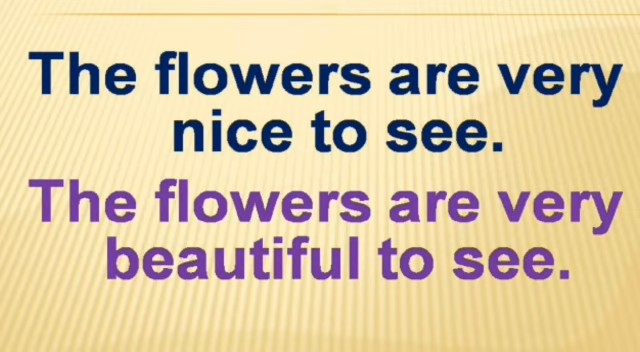 The flowers are very
nice to see.
The flowers are very
beautiful to see.